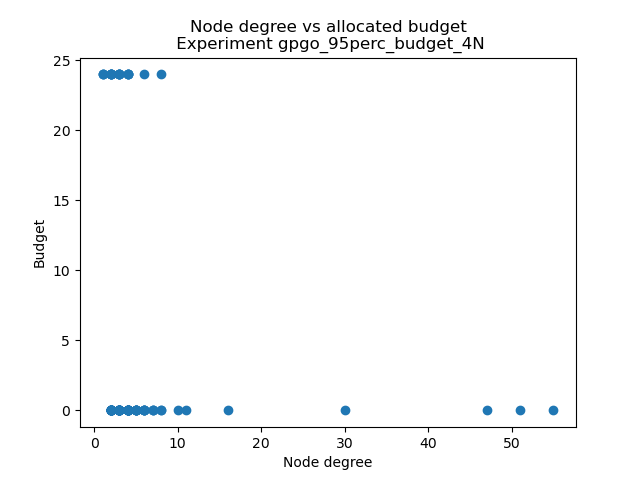 Node degree vs allocated budget
Experiment gpgo_95perc_budget_4N
25
20
15
10
5
0
Budget
0 10 20 30 40 50
Node degree